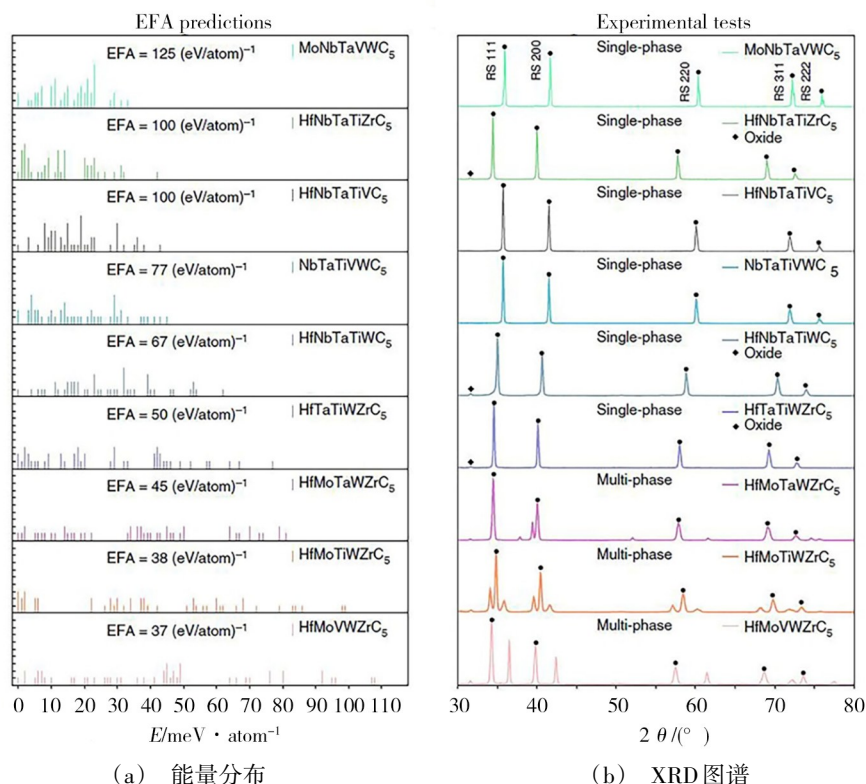 EFA predictions
EFA = 125 (eV/atom)⁻¹ MoNbTaVWC₅
EFA = 100 (eV/atom)⁻¹ HfNbTaTiZrC₅
EFA = 100 (eV/atom)⁻¹ HfNbTaTiVC₅
EFA = 77 (eV/atom)⁻¹ NbTaTiVWC₅
EFA = 67 (eV/atom)⁻¹ HfNbTaTiWC₅
EFA = 50 (eV/atom)⁻¹ HfTaTiWZrC₅
EFA = 45 (eV/atom)⁻¹ HfMoTaWZrC₅
EFA = 38 (eV/atom)⁻¹ HfMoTiWZrC₅
EFA = 37 (eV/atom)⁻¹ HfMoVWZrC₅
0 10 20 30 40 50 60 70 80 90 100 110
E/meV·atom⁻¹
(a) 能量分布
Experimental tests
RS 111 RS 200 RS 220 RS 311 RS 222
Single-phase MoNbTaVWC₅
Single-phase HfNbTaTiZrC₅
Oxide
Single-phase HfNbTaTiVC₅
Single-phase NbTaTiVWC 5
Single-phase HfNbTaTiWC₅
Oxide
Single-phase HfTaTiWZrC₅
Oxide
Multi-phase HfMoTaWZrC₅
Multi-phase HfMoTiWZrC₅
Multi-phase HfMoVWZrC₅
30 40 50 60 70 80
2 θ/(°)
(b) XRD图谱